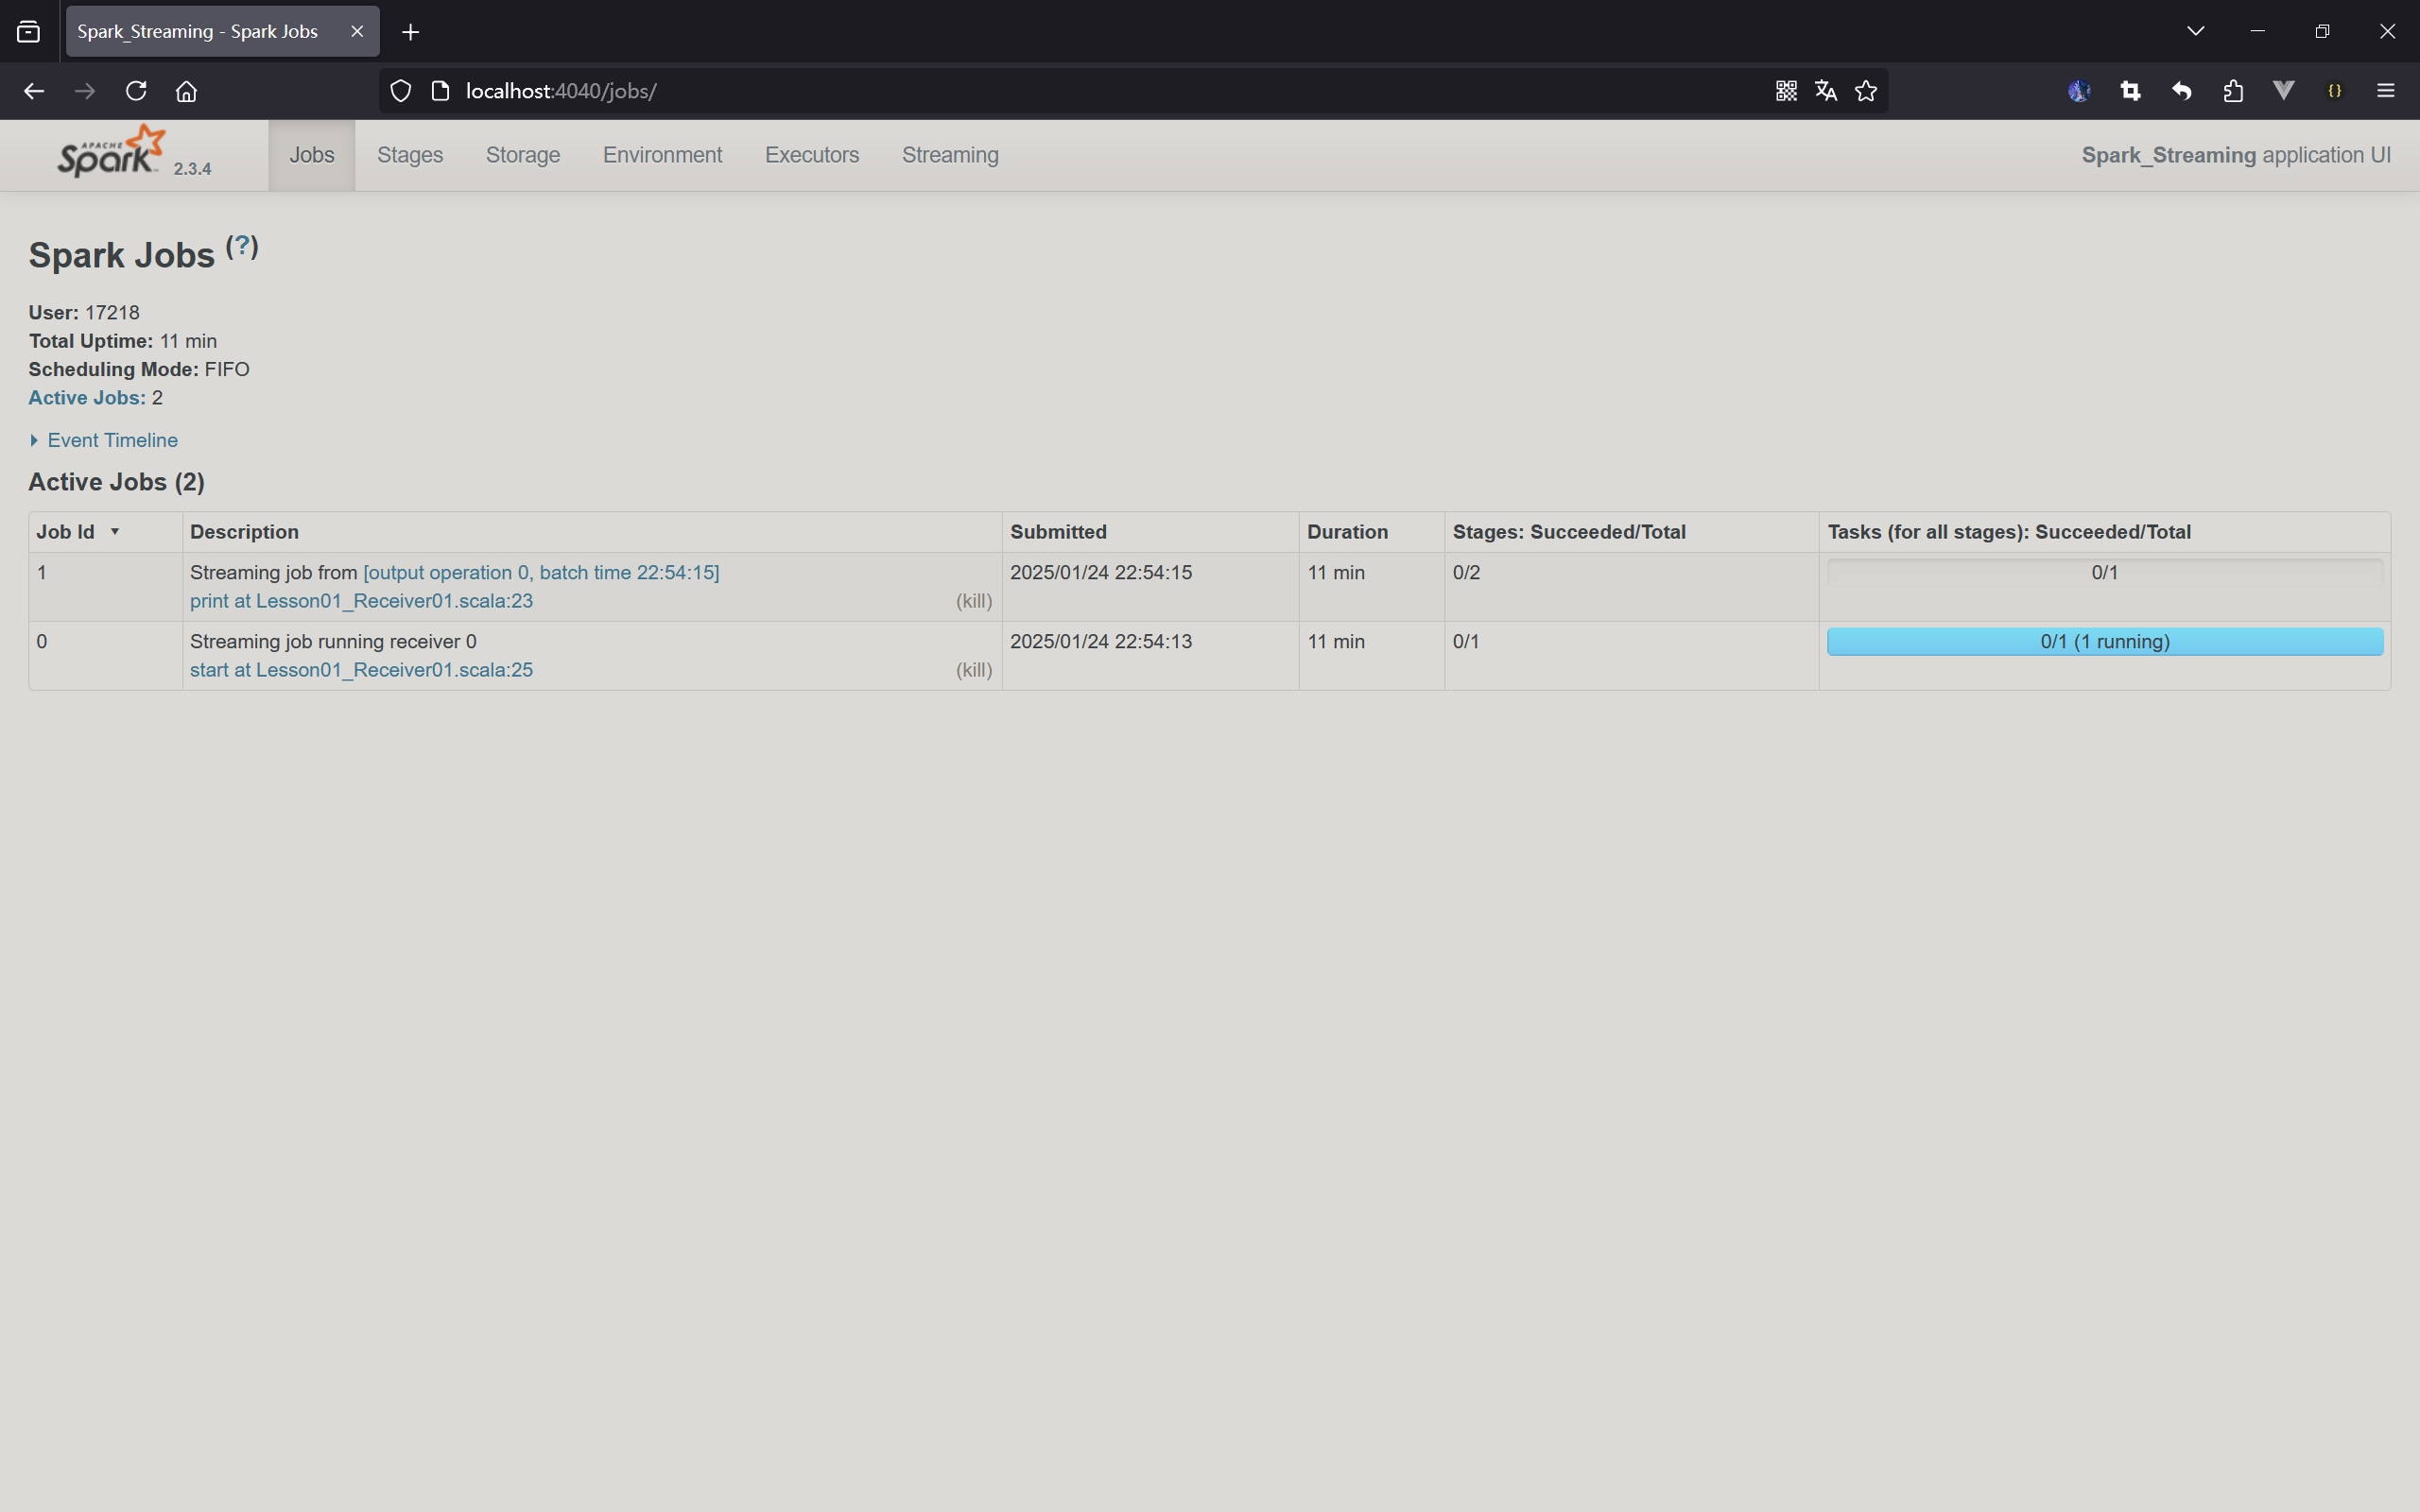 Spark_Streaming - Spark Jobs
localhost:4040/jobs/
APACHE Spark 2.3.4 Jobs Stages Storage Environment Executors Streaming Spark_Streaming application UI
Spark Jobs (?)
User: 17218
Total Uptime: 11 min
Scheduling Mode: FIFO
Active Jobs: 2
Event Timeline
Active Jobs (2)
Job Id ▾ Description Submitted Duration Stages: Succeeded/Total Tasks (for all stages): Succeeded/Total
1 Streaming job from [output operation 0, batch time 22:54:15] 2025/01/24 22:54:15 11 min 0/2 0/1
print at Lesson01_Receiver01.scala:23 (kill)
0 Streaming job running receiver 0 2025/01/24 22:54:13 11 min 0/1 0/1 (1 running)
start at Lesson01_Receiver01.scala:25 (kill)